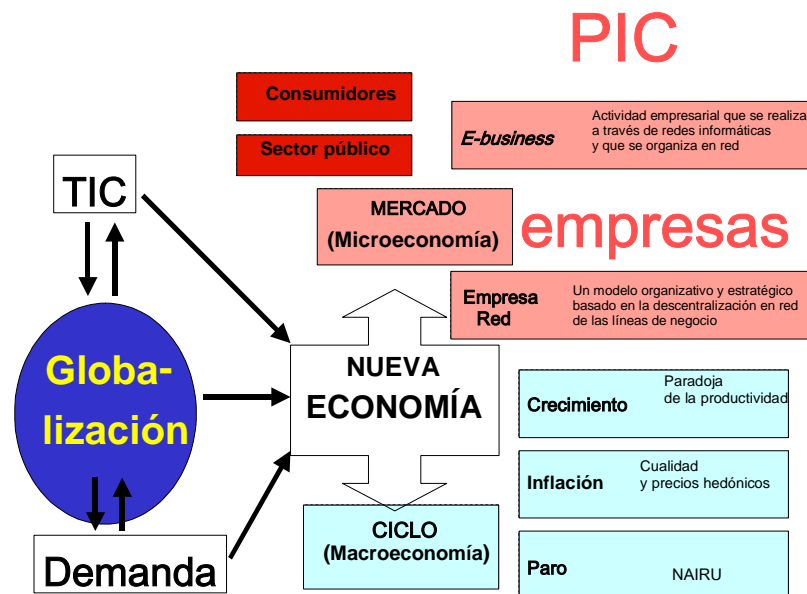 PIC
Consumidores
Sector público
E-business
Actividad empresarial que se realiza
a través de redes informáticas
y que se organiza en red
TIC
MERCADO
(Microeconomía)
empresas
Empresa
Red
Un modelo organizativo y estratégico
basado en la descentralización en red
de las líneas de negocio
Globa-
lización
NUEVA
ECONOMÍA
Crecimiento
Paradoja
de la productividad
Inflación
Cualidad
y precios hedónicos
CICLO
(Macroeconomía)
Paro
NAIRU
Demanda